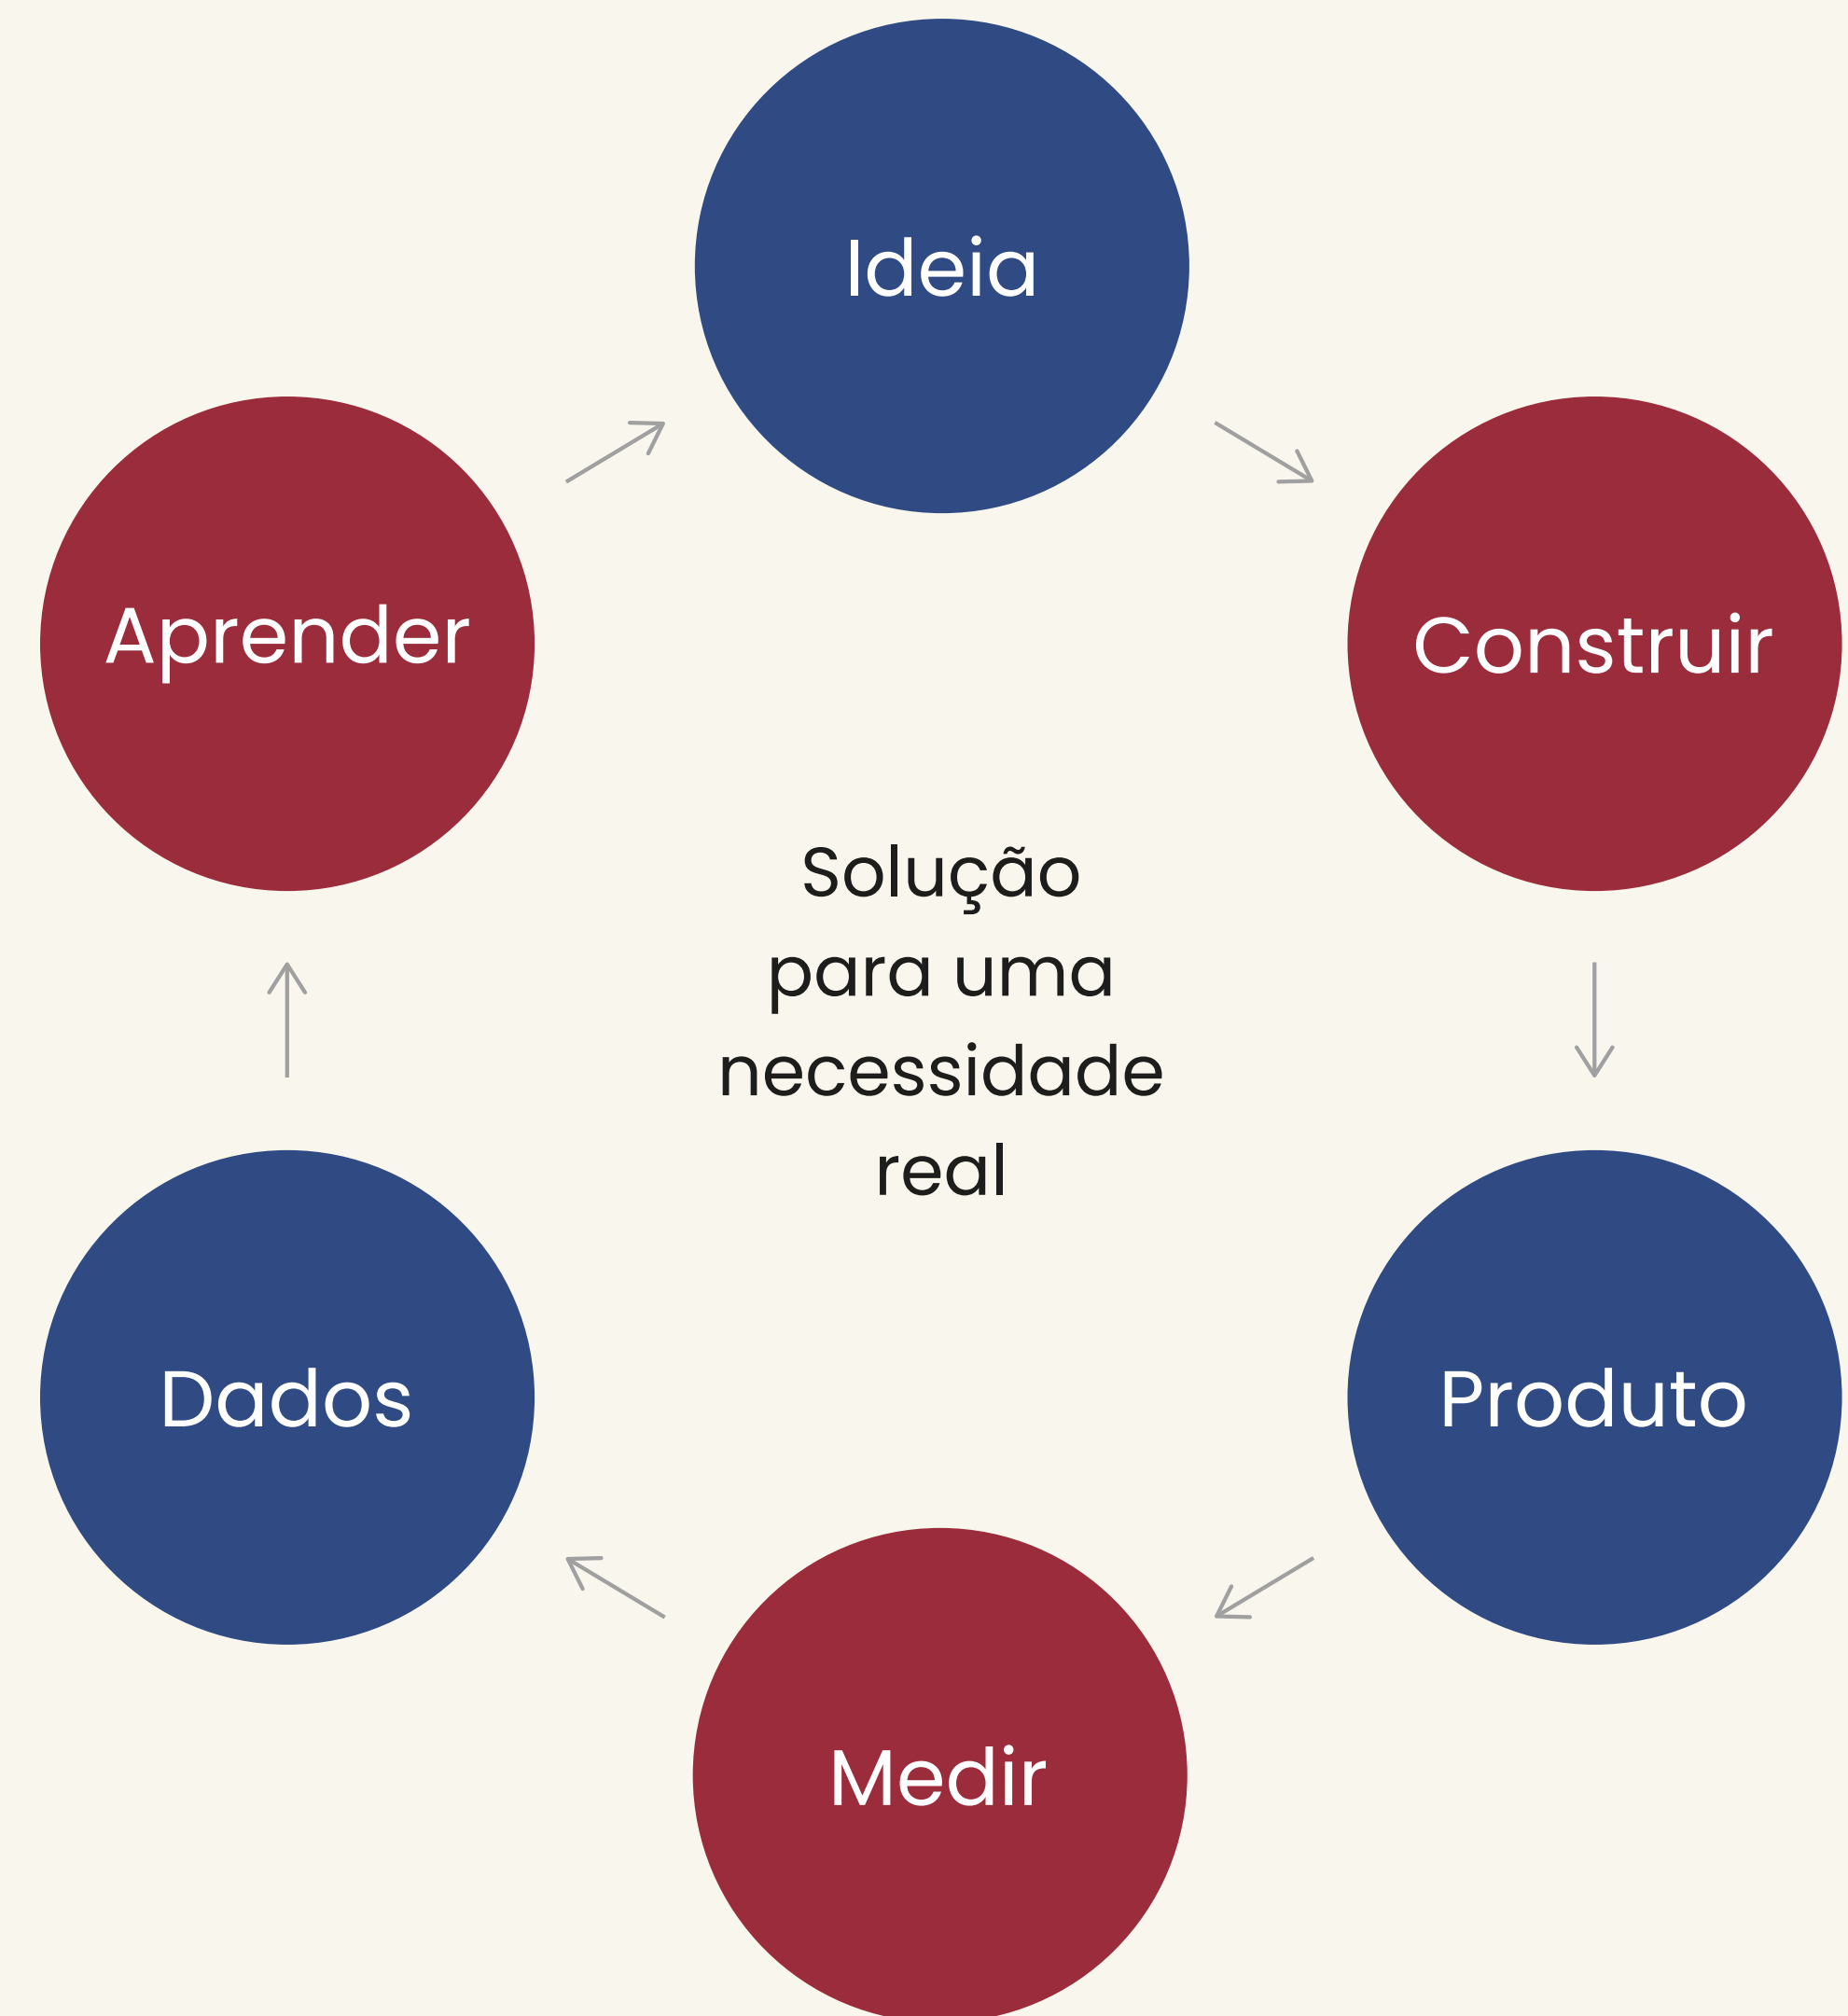 Ideia
Aprender
Construir
Solução
para uma
necessidade
real
Dados
Produto
Medir